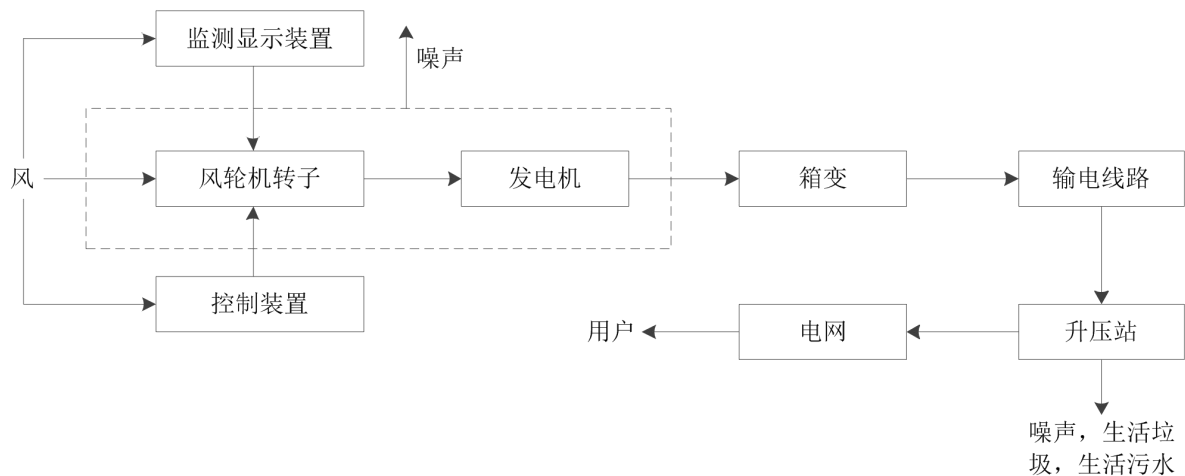 监测显示装置
噪声
风
风轮机转子
发电机
箱变
输电线路
控制装置
用户
电网
升压站
噪声，生活垃
圾，生活污水